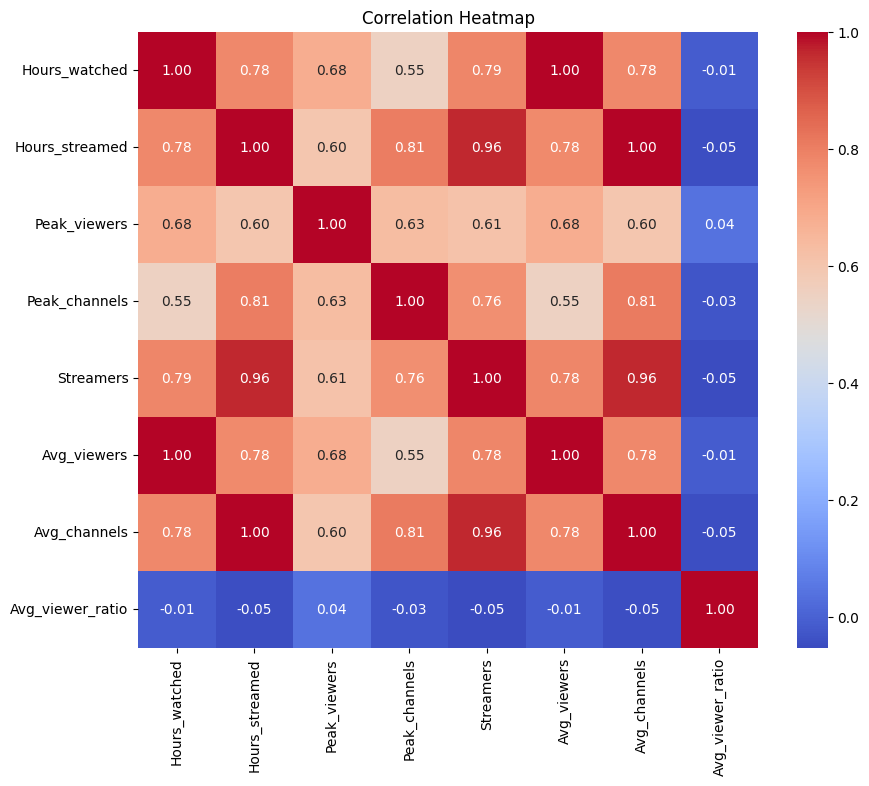 Correlation Heatmap
Hours_watched 1.00 0.78 0.68 0.55 0.79 1.00 0.78 -0.01
Hours_streamed 0.78 1.00 0.60 0.81 0.96 0.78 1.00 -0.05
Peak_viewers 0.68 0.60 1.00 0.63 0.61 0.68 0.60 0.04
Peak_channels 0.55 0.81 0.63 1.00 0.76 0.55 0.81 -0.03
Streamers 0.79 0.96 0.61 0.76 1.00 0.78 0.96 -0.05
Avg_viewers 1.00 0.78 0.68 0.55 0.78 1.00 0.78 -0.01
Avg_channels 0.78 1.00 0.60 0.81 0.96 0.78 1.00 -0.05
Avg_viewer_ratio -0.01 -0.05 0.04 -0.03 -0.05 -0.01 -0.05 1.00
Hours_watched
Hours_streamed
Peak_viewers
Peak_channels
Streamers
Avg_viewers
Avg_channels
Avg_viewer_ratio
1.0
0.8
0.6
0.4
0.2
0.0